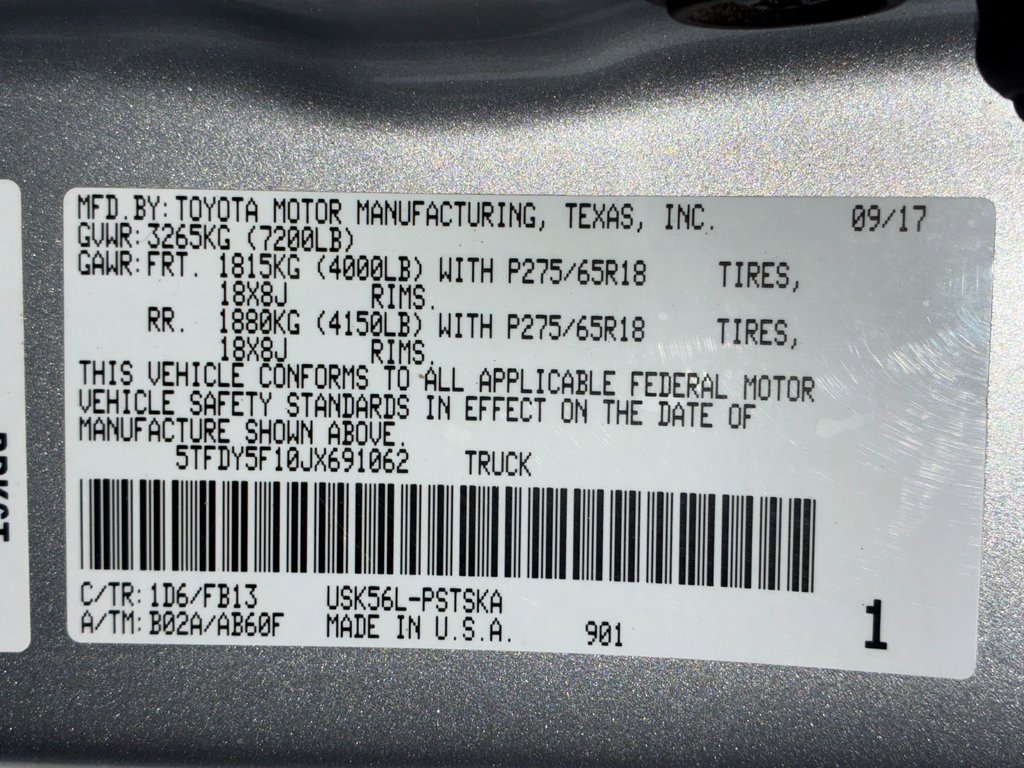 MFD.BY:TOYOTA MOTOR MANUFACTURING, TEXAS, INC. 09/17
GVWR:3265KG (7200LB)
GAWR:FRT. 1815KG (4000LB) WITH P275/65R18 TIRES,
18X8J RIMS.
RR. 1880KG (4150LB) WITH P275/65R18 TIRES,
18X8J RIMS.
THIS VEHICLE CONFORMS TO ALL APPLICABLE FEDERAL MOTOR
VEHICLE SAFETY STANDARDS IN EFFECT ON THE DATE OF
MANUFACTURE SHOWN ABOVE.
5TFDY5F10JX691062 TRUCK
C/TR:1D6/FB13 USK56L-PSTSKA
A/TM:B02A/AB60F MADE IN U.S.A. 901 1